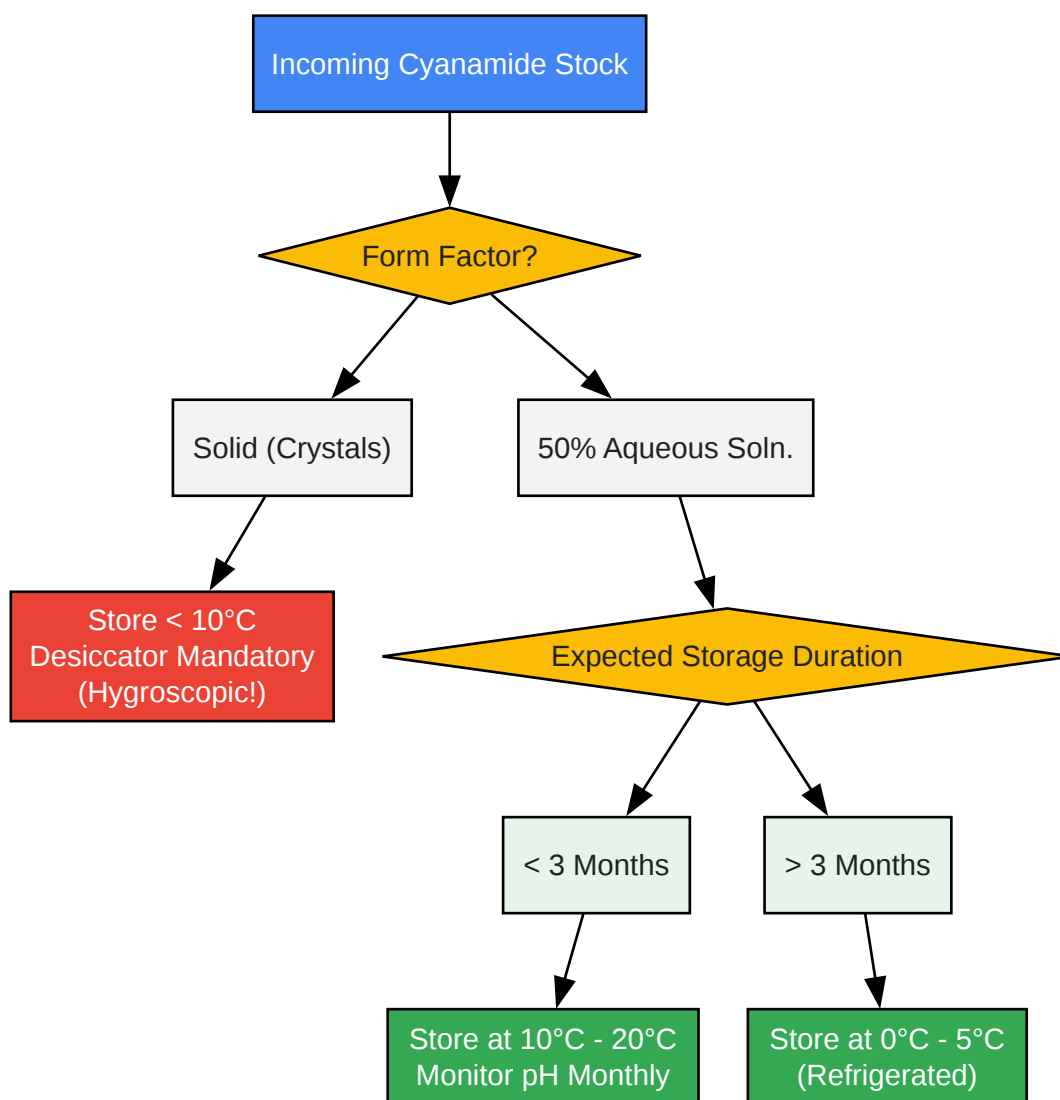 Incoming Cyanamide Stock
Form Factor?
Solid (Crystals)
50% Aqueous Soln.
Store < 10°C
Desiccator Mandatory
(Hygroscopic!)
Expected Storage Duration
< 3 Months
> 3 Months
Store at 10°C - 20°C
Monitor pH Monthly
Store at 0°C - 5°C
(Refrigerated)